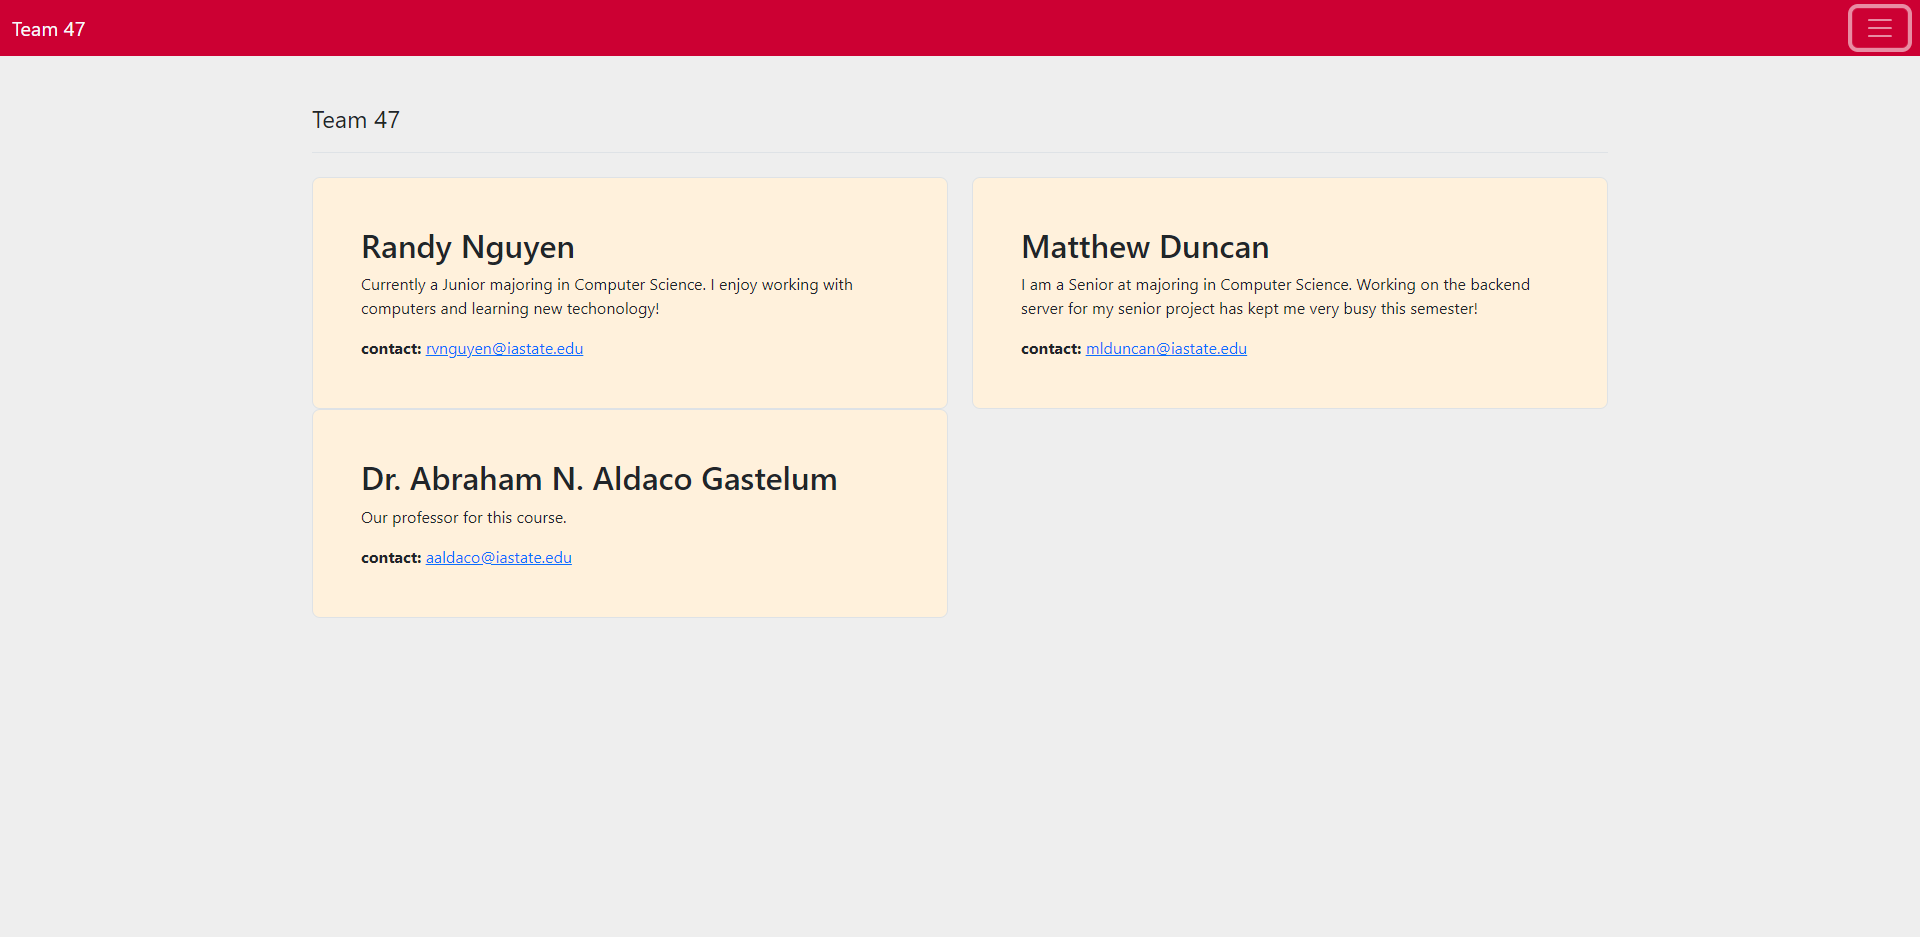 Team 47
Team 47
Randy Nguyen
Currently a Junior majoring in Computer Science. I enjoy working with
computers and learning new techonology!
contact: rvnguyen@iastate.edu
Matthew Duncan
I am a Senior at majoring in Computer Science. Working on the backend
server for my senior project has kept me very busy this semester!
contact: mlduncan@iastate.edu
Dr. Abraham N. Aldaco Gastelum
Our professor for this course.
contact: aaldaco@iastate.edu